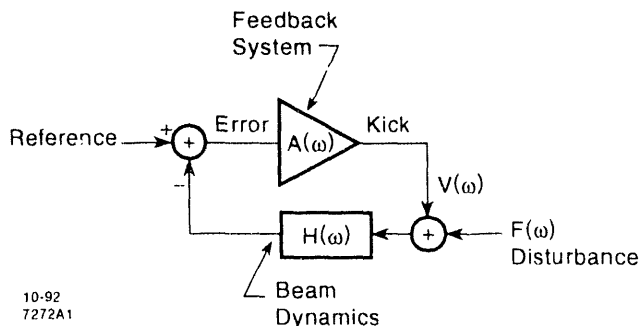 Feedback
System
+
Reference
+
Error
A(ω)
Kick
–
V(ω)
H(ω)
+
F(ω)
Disturbance
Beam
Dynamics
10-92
7272A1